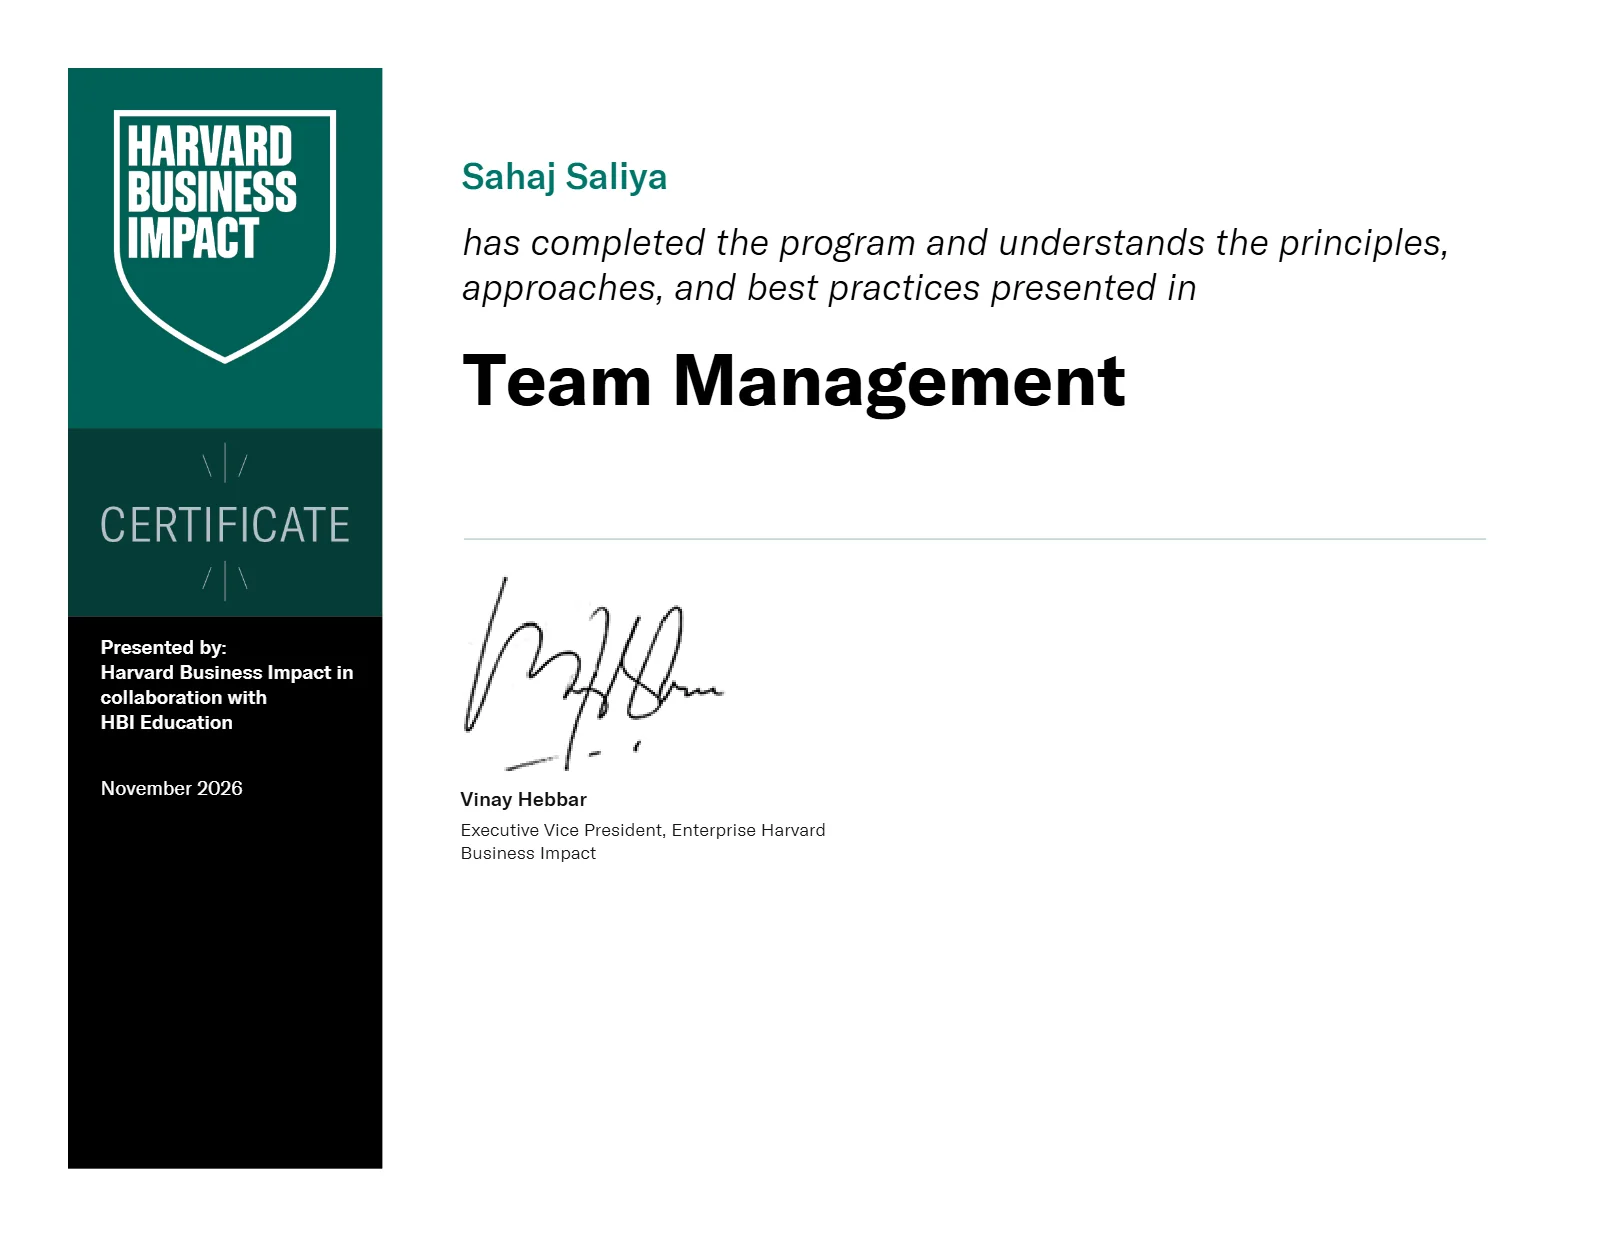 HARVARD
BUSINESS
IMPACT
CERTIFICATE
Presented by:
Harvard Business Impact in
collaboration with
HBI Education
November 2026
Sahaj Saliya
has completed the program and understands the principles,
approaches, and best practices presented in
Team Management
Vinay Hebbar
Executive Vice President, Enterprise Harvard
Business Impact